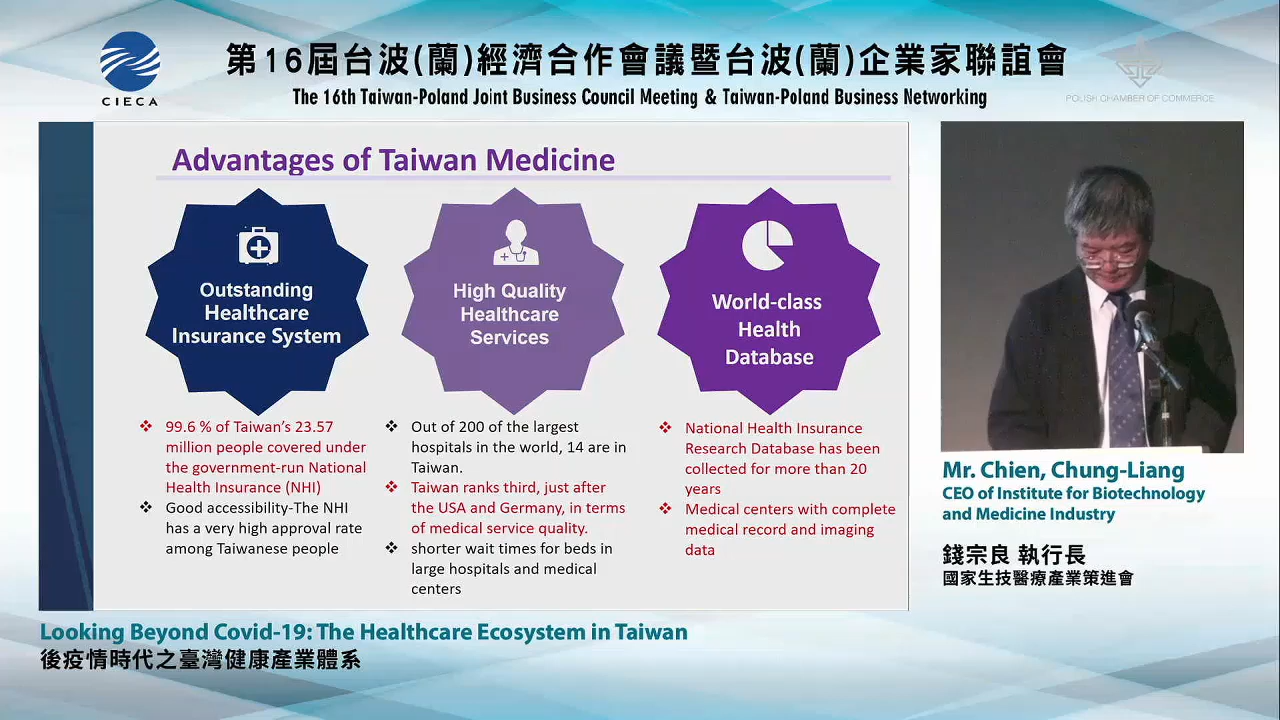 CIECA
第16屆台波(蘭)經濟合作會議暨台波(蘭)企業家聯誼會
The 16th Taiwan-Poland Joint Business Council Meeting & Taiwan-Poland Business Networking
POLISH CHAMBER OF COMMERCE
Advantages of Taiwan Medicine
Outstanding
Healthcare
Insurance System
❖ 99.6 % of Taiwan's 23.57
million people covered under
the government-run National
Health Insurance (NHI)
❖ Good accessibility-The NHI
has a very high approval rate
among Taiwanese people
High Quality
Healthcare
Services
❖ Out of 200 of the largest
hospitals in the world, 14 are in
Taiwan.
❖ Taiwan ranks third, just after
the USA and Germany, in terms
of medical service quality.
❖ shorter wait times for beds in
large hospitals and medical
centers
World-class
Health
Database
❖ National Health Insurance
Research Database has been
collected for more than 20
years
❖ Medical centers with complete
medical record and imaging
data
Mr. Chien, Chung-Liang
CEO of Institute for Biotechnology
and Medicine Industry
錢宗良 執行長
國家生技醫療產業策進會
Looking Beyond Covid-19: The Healthcare Ecosystem in Taiwan
後疫情時代之臺灣健康產業體系